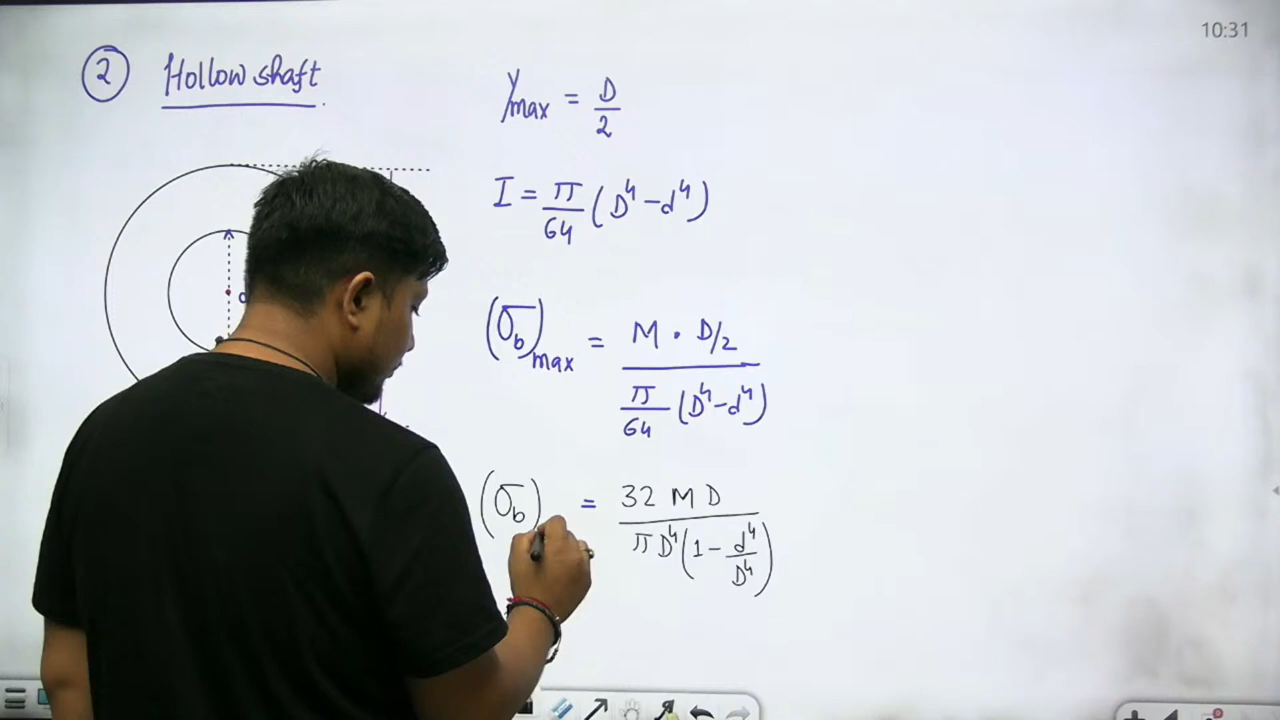 10:31
② Hollow shaft
d
y max = D/2
I = π/64 (D⁴ - d⁴)
(σb)max = M · D/2 / π/64 (D⁴ - d⁴)
(σb) = 32 M D / π D⁴ (1 - d⁴/D⁴)